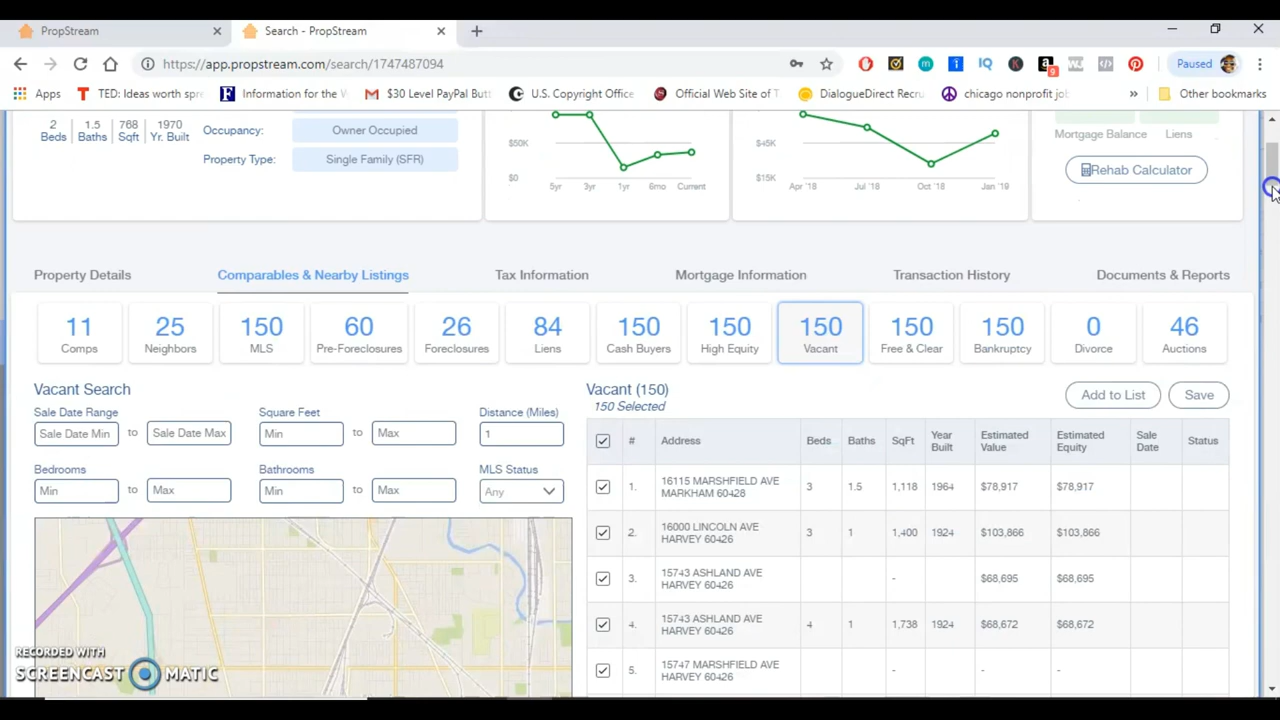 PropStream
Search - PropStream
https://app.propstream.com/search/1747487094
Paused
Apps
TED: Ideas worth spre
Information for the W
$30 Level PayPal Butt
U.S. Copyright Office
Official Web Site of T
DialogueDirect Recru
chicago nonprofit job
»
Other bookmarks
2 1.5 768 1970
Beds Baths Sqft Yr. Built
Occupancy: Owner Occupied
Property Type: Single Family (SFR)
$50K
$0
5yr 3yr 1yr 6mo Current
$45K
$15K
Apr '18 Jul '18 Oct '18 Jan '19
Mortgage Balance Liens
Rehab Calculator
Property Details Comparables & Nearby Listings Tax Information Mortgage Information Transaction History Documents & Reports
11 25 150 60 26 84 150 150 150 150 150 0 46
Comps Neighbors MLS Pre-Foreclosures Foreclosures Liens Cash Buyers High Equity Vacant Free & Clear Bankruptcy Divorce Auctions
Vacant Search
Sale Date Range Square Feet Distance (Miles)
Sale Date Min to Sale Date Max Min to Max 1
Bedrooms Bathrooms MLS Status
Min to Max Min to Max Any
RECORDED WITH
SCREENCAST MATIC
Vacant (150)
150 Selected
Add to List Save
# Address Beds Baths SqFt Year Built Estimated Value Estimated Equity Sale Date Status
1. 16115 MARSHFIELD AVE 3 1.5 1,118 1964 $78,917 $78,917
MARKHAM 60428
2. 16000 LINCOLN AVE 3 1 1,400 1924 $103,866 $103,866
HARVEY 60426
3. 15743 ASHLAND AVE - $68,695 $68,695
HARVEY 60426
4. 15743 ASHLAND AVE 4 1 1,738 1924 $68,672 $68,672
HARVEY 60426
5. 15747 MARSHFIELD AVE - - -
HARVEY 60426